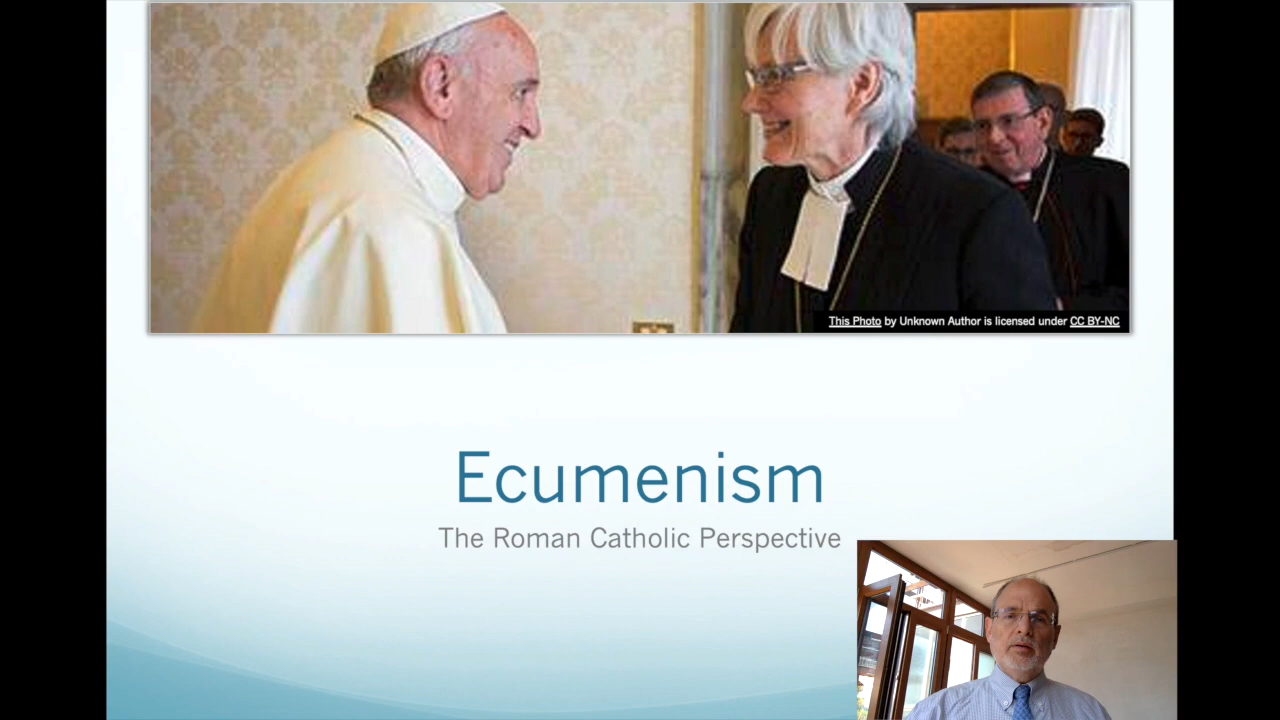 This Photo by Unknown Author is licensed under CC BY-NC
Ecumenism
The Roman Catholic Perspective